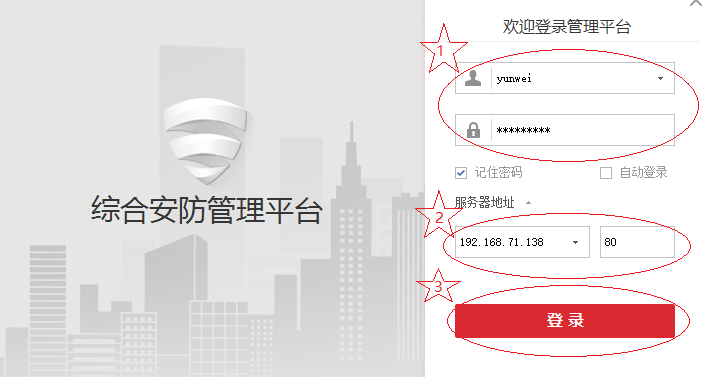 欢迎登录管理平台
1
yunwei
*********
记住密码
自动登录
综合安防管理平台
服务器地址
2
192.168.71.138
80
3
登录